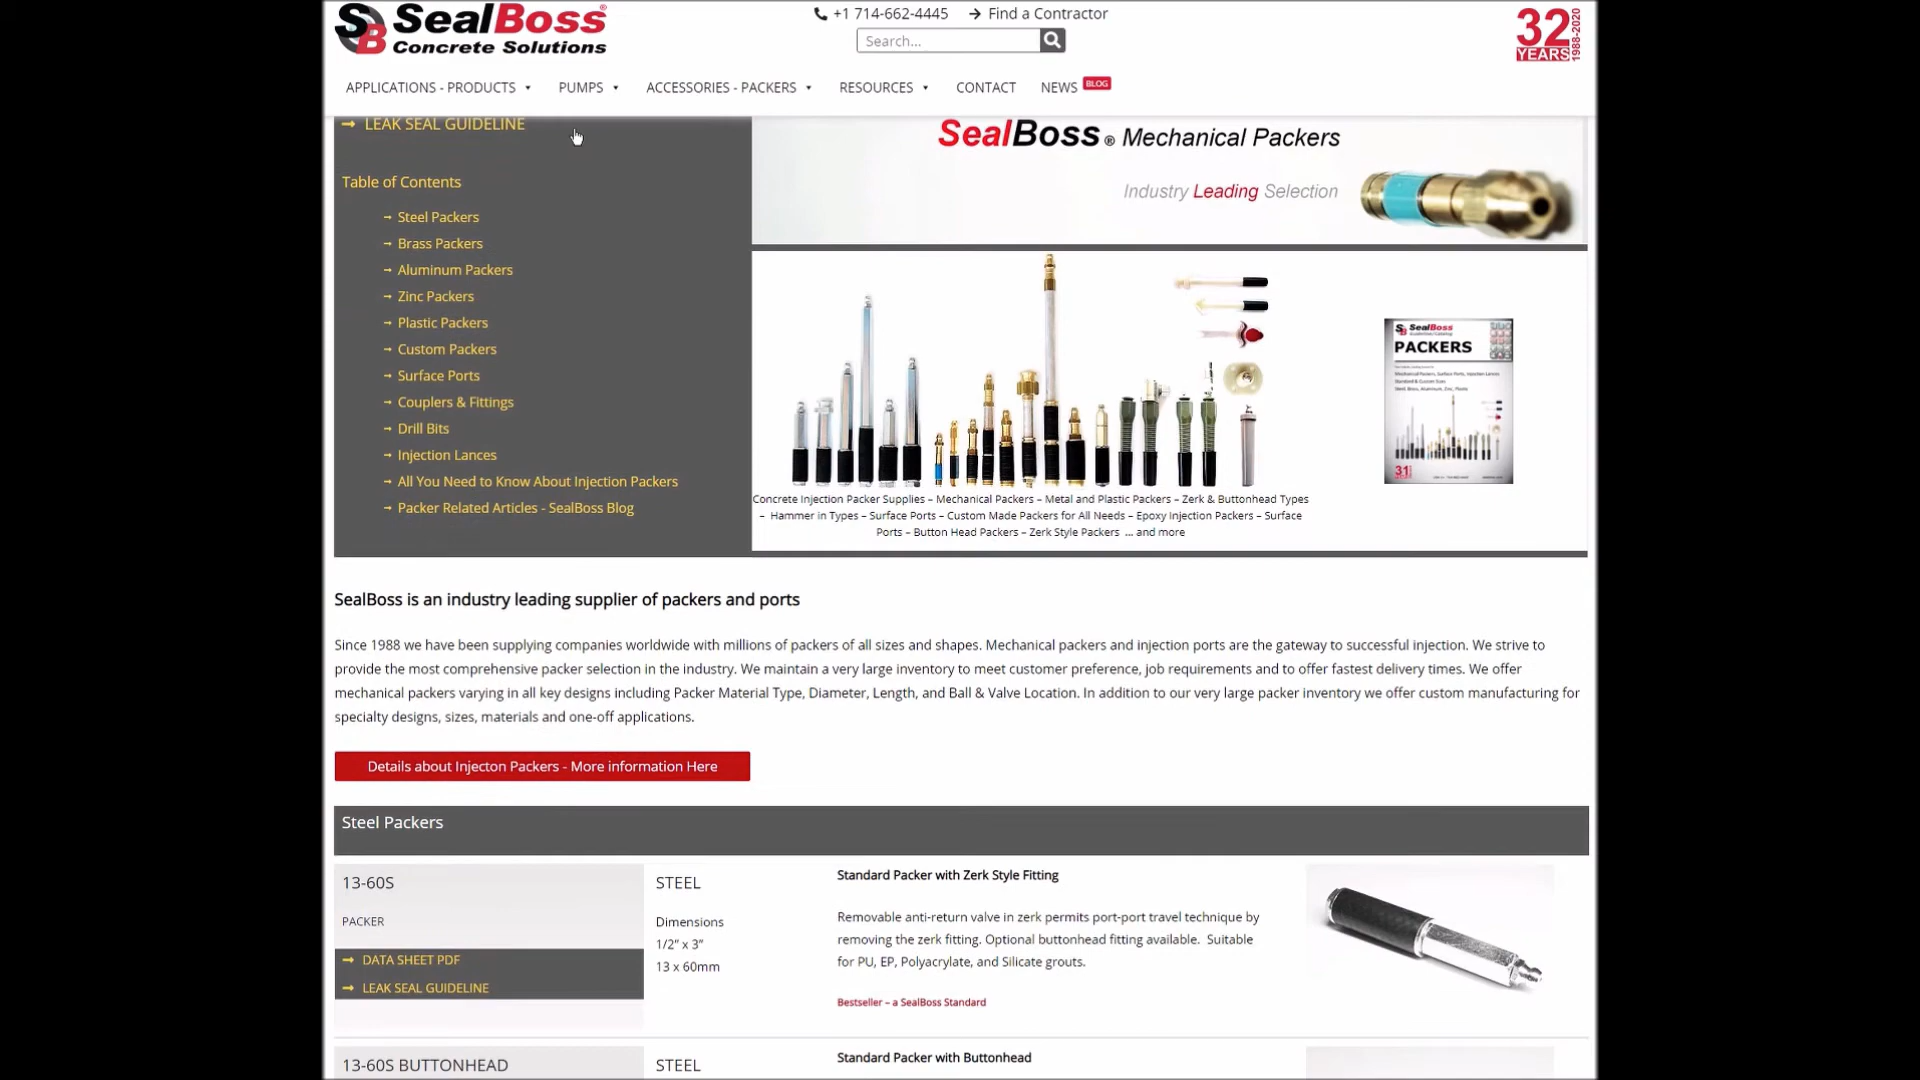 SealBoss®
Concrete Solutions
+1 714-662-4445
Find a Contractor
Search...
32
YEARS
1988-2020
APPLICATIONS - PRODUCTS
PUMPS
ACCESSORIES - PACKERS
RESOURCES
CONTACT
NEWS BLOG
LEAK SEAL GUIDELINE
Table of Contents
Steel Packers
Brass Packers
Aluminum Packers
Zinc Packers
Plastic Packers
Custom Packers
Surface Ports
Couplers & Fittings
Drill Bits
Injection Lances
All You Need to Know About Injection Packers
Packer Related Articles - SealBoss Blog
SealBoss® Mechanical Packers
Industry Leading Selection
SealBoss
PACKERS
31
Concrete Injection Packer Supplies – Mechanical Packers – Metal and Plastic Packers – Zerk & Buttonhead Types
– Hammer in Types – Surface Ports – Custom Made Packers for All Needs – Epoxy Injection Packers – Surface
Ports – Button Head Packers – Zerk Style Packers ... and more
SealBoss is an industry leading supplier of packers and ports
Since 1988 we have been supplying companies worldwide with millions of packers of all sizes and shapes. Mechanical packers and injection ports are the gateway to successful injection. We strive to
provide the most comprehensive packer selection in the industry. We maintain a very large inventory to meet customer preference, job requirements and to offer fastest delivery times. We offer
mechanical packers varying in all key designs including Packer Material Type, Diameter, Length, and Ball & Valve Location. In addition to our very large packer inventory we offer custom manufacturing for
specialty designs, sizes, materials and one-off applications.
Details about Injecton Packers - More information Here
Steel Packers
13-60S
PACKER
DATA SHEET PDF
LEAK SEAL GUIDELINE
STEEL
Dimensions
1/2” x 3”
13 x 60mm
Standard Packer with Zerk Style Fitting
Removable anti-return valve in zerk permits port-port travel technique by
removing the zerk fitting. Optional buttonhead fitting available. Suitable
for PU, EP, Polyacrylate, and Silicate grouts.
Bestseller – a SealBoss Standard
13-60S BUTTONHEAD
STEEL
Standard Packer with Buttonhead